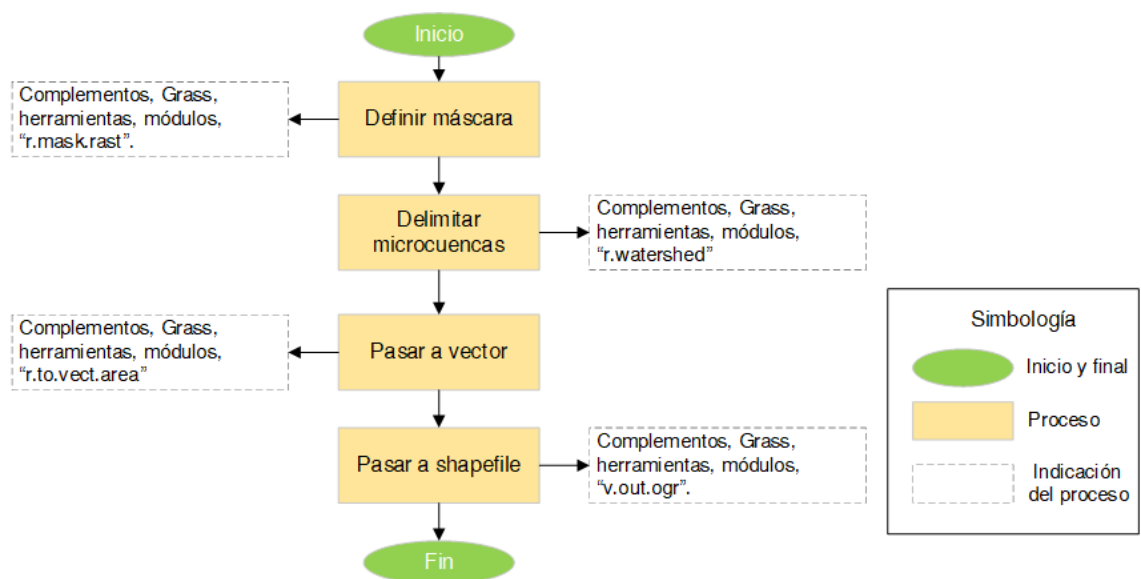 Inicio
Complementos, Grass,
herramientas, módulos,
“r.mask.rast”.
Definir máscara
Delimitar
microcuencas
Complementos, Grass,
herramientas, módulos,
“r.watershed”
Complementos, Grass,
herramientas, módulos,
“r.to.vect.area”
Pasar a vector
Pasar a shapefile
Complementos, Grass,
herramientas, módulos,
“v.out.ogr”.
Fin
Simbología
Inicio y final
Proceso
Indicación
del proceso